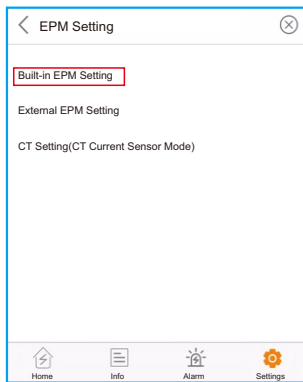 EPM Setting
Built-in EPM Setting
External EPM Setting
CT Setting(CT Current Sensor Mode)
Home Info Alarm Settings